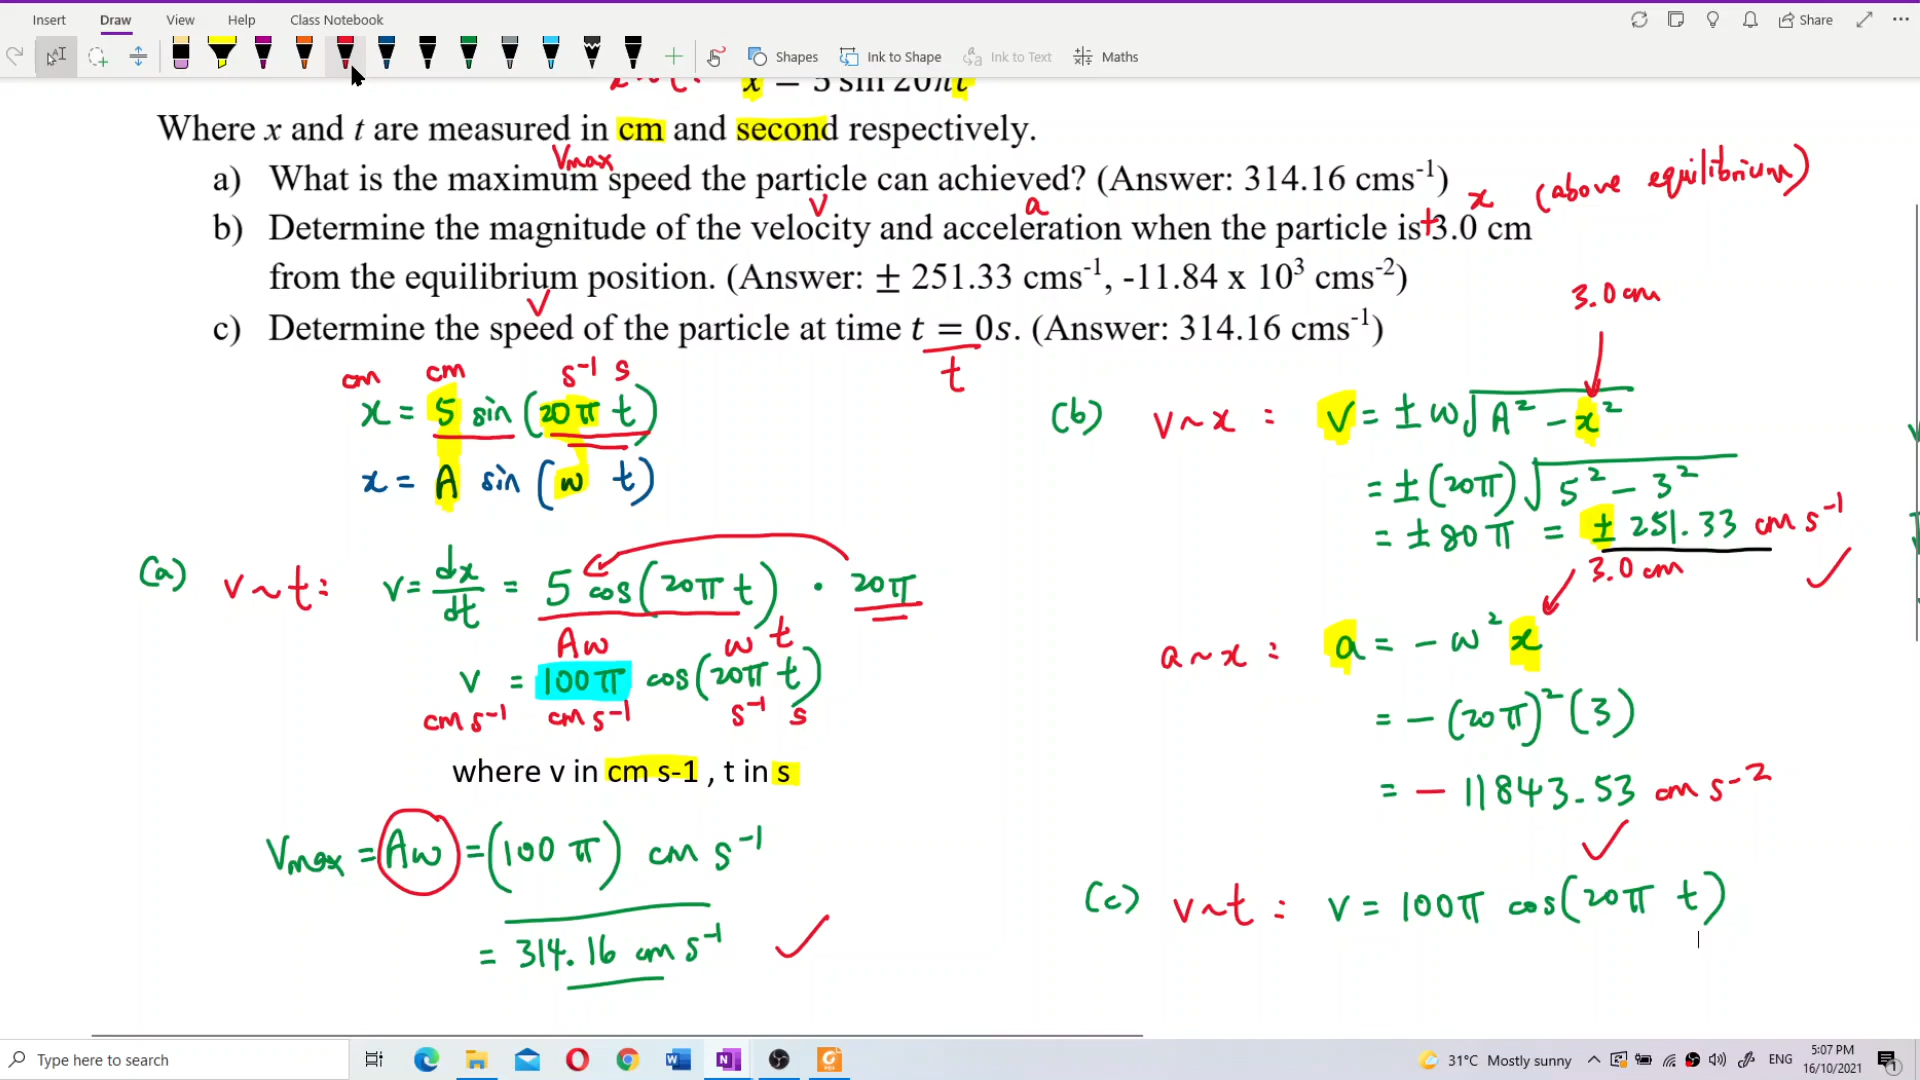 Insert Draw View Help Class Notebook Share
Shapes Ink to Shape Ink to Text Maths
x ~ t : x = 5 sin 20πt
Where x and t are measured in cm and second respectively.
Vmax
a) What is the maximum speed the particle can achieved? (Answer: 314.16 cms⁻¹)
x (above equilibrium)
v a
b) Determine the magnitude of the velocity and acceleration when the particle is +3.0 cm
from the equilibrium position. (Answer: ± 251.33 cms⁻¹, -11.84 x 10³ cms⁻²)
v
c) Determine the speed of the particle at time t = 0s. (Answer: 314.16 cms⁻¹)
t
cm cm s⁻¹ s
x = 5 sin (20π t)
x = A sin (ω t)
(a) v ~ t : v = dx/dt = 5 cos (20π t) · 20π
Aω ω t
v = 100π cos (20π t)
cm s⁻¹ cm s⁻¹ s⁻¹ s
where v in cm s-1 , t in s
Vmax = Aω = (100 π) cm s⁻¹
= 314.16 cm s⁻¹ ✓
3.0 cm
(b) v ~ x : v = ± ω√A² − x²
= ± (20π) √5² − 3²
= ± 80 π = ± 251.33 cm s⁻¹ ✓
3.0 cm
a ~ x : a = − ω² x
= − (20π)² (3)
= − 11843.53 cm s⁻² ✓
(c) v ~ t : v = 100π cos (20π t)
Type here to search
31°C Mostly sunny ENG 5:07 PM
16/10/2021
1